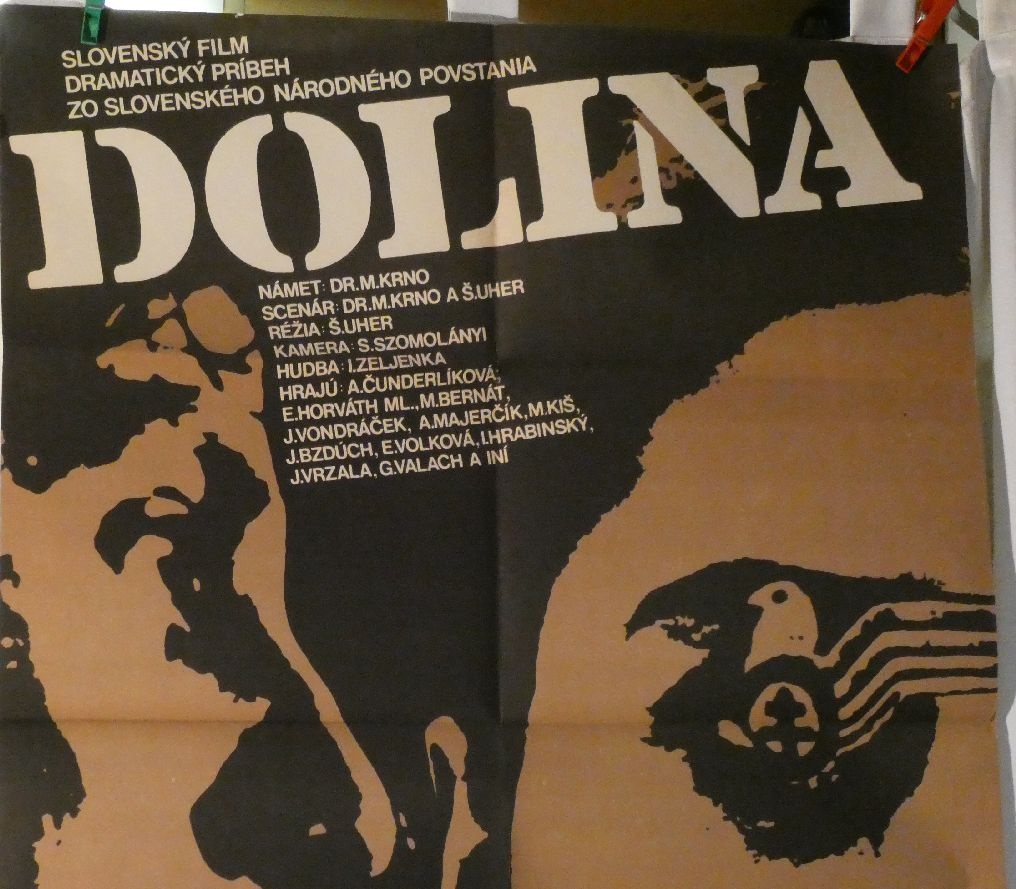 SLOVENSKÝ FILM
DRAMATICKÝ PRÍBEH
ZO SLOVENSKÉHO NÁRODNÉHO POVSTANIA
DOLINA
NÁMET: DR.M.KRNO
SCENÁR: DR.M.KRNO A Š.UHER
RÉŽIA: Š.UHER
KAMERA: S.SZOMOLÁNYI
HUDBA: I.ZELJENKA
HRAJÚ: A.ČUNDERLÍKOVÁ,
E.HORVÁTH ML., M.BERNÁT,
J.VONDRÁČEK, A.MAJERČÍK, M.KIŠ,
J.BZDÚCH, E.VOLKOVÁ, I.HRABINSKÝ,
J.VRZALA, G.VALACH A INÍ